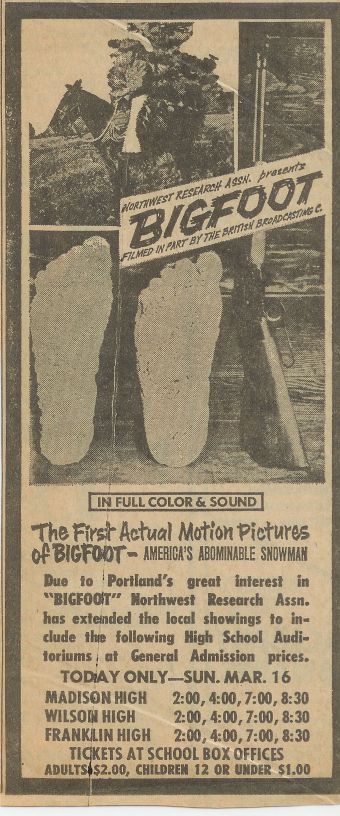 NORTHWEST RESEARCH ASSN. presents
BIGFOOT
FILMED IN PART BY THE BRITISH BROADCASTING C.
IN FULL COLOR & SOUND
The First Actual Motion Pictures
of BIGFOOT - AMERICA'S ABOMINABLE SNOWMAN
Due to Portland's great interest in
"BIGFOOT" Northwest Research Assn.
has extended the local showings to in-
clude the following High School Audi-
toriums at General Admission prices.
TODAY ONLY—SUN. MAR. 16
MADISON HIGH 2:00, 4:00, 7:00, 8:30
WILSON HIGH 2:00, 4:00, 7:00, 8:30
FRANKLIN HIGH 2:00, 4:00, 7:00, 8:30
TICKETS AT SCHOOL BOX OFFICES
ADULTS $2.00, CHILDREN 12 OR UNDER $1.00